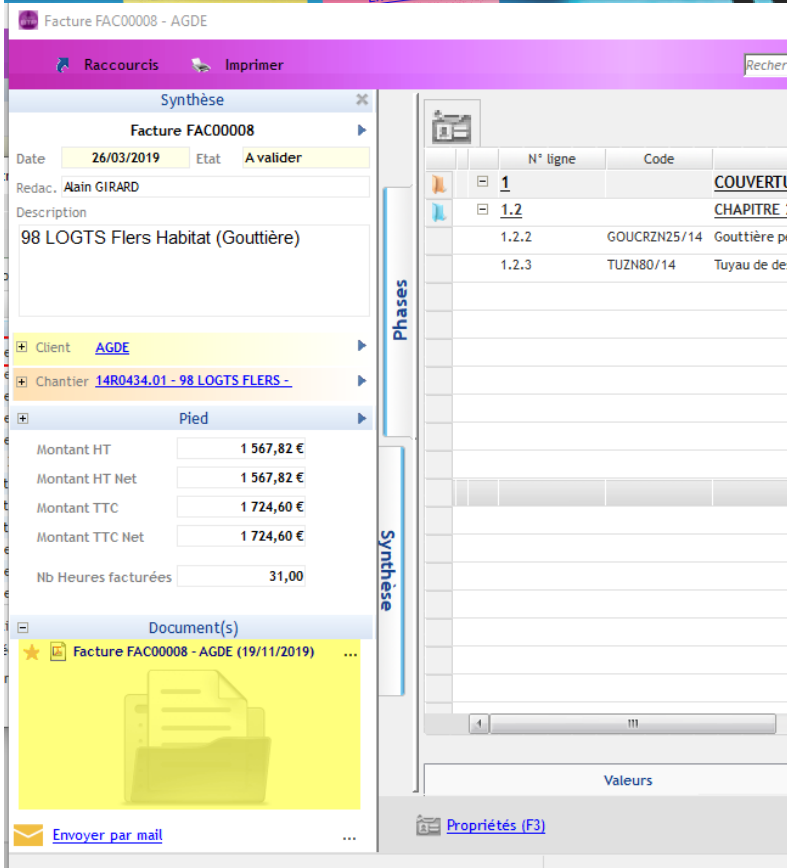 Facture FAC00008 - AGDE
Raccourcis Imprimer
Synthèse
Facture FAC00008
Date 26/03/2019 Etat A valider
Redac. Alain GIRARD
Description
98 LOGTS Flers Habitat (Gouttière)
Client AGDE
Chantier 14R0434.01 - 98 LOGTS FLERS -
Pied
Montant HT 1 567,82 €
Montant HT Net 1 567,82 €
Montant TTC 1 724,60 €
Montant TTC Net 1 724,60 €
Nb Heures facturées 31,00
Document(s)
Facture FAC00008 - AGDE (19/11/2019) ...
Envoyer par mail ...
Phases
Synthèse
Recher
N° ligne Code
1 COUVERTU
1.2 CHAPITRE
1.2.2 GOUCRZN25/14 Gouttière p
1.2.3 TUZN80/14 Tuyau de de
Valeurs
Propriétés (F3)